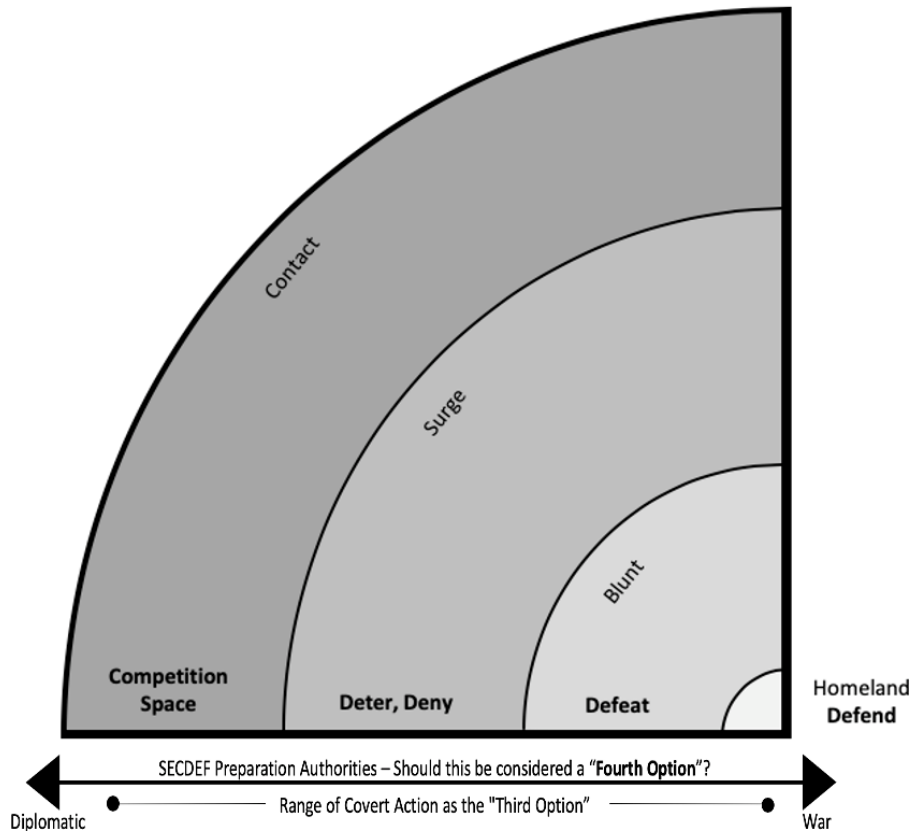 Contact
Surge
Blunt
Competition
Space
Deter, Deny
Defeat
Homeland
Defend
SECDEF Preparation Authorities – Should this be considered a “Fourth Option”?
Range of Covert Action as the "Third Option”
Diplomatic
War